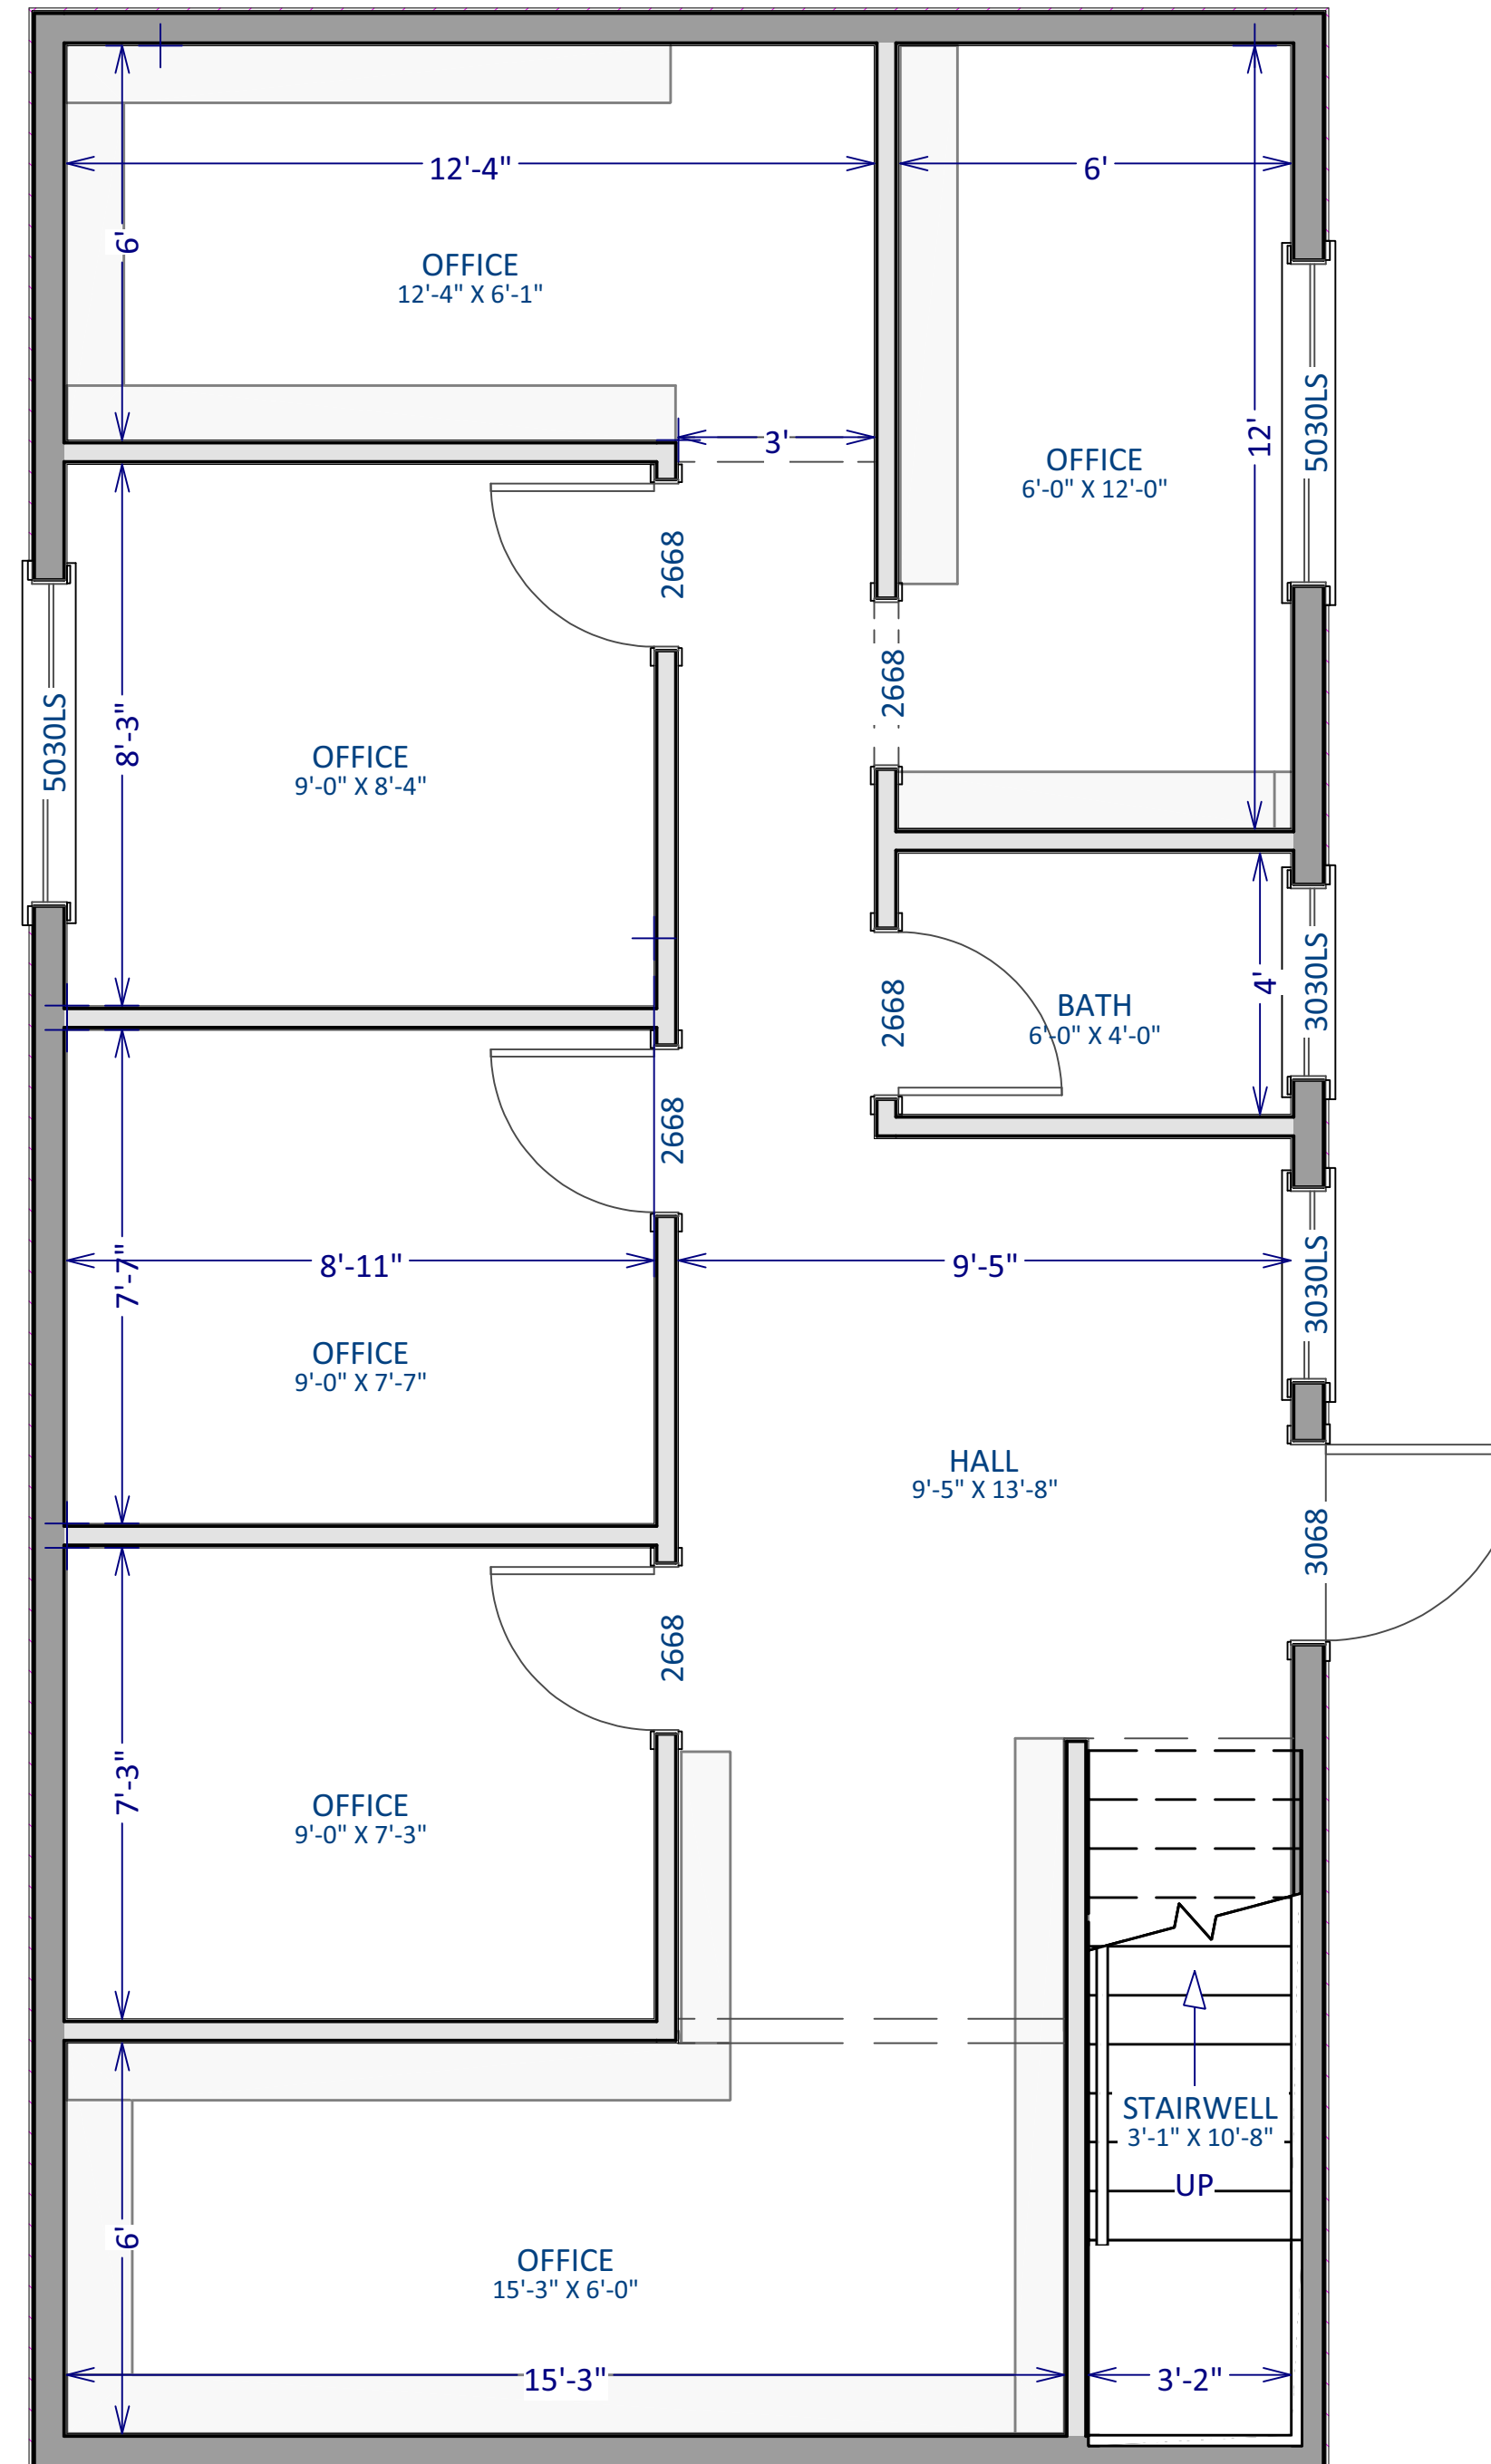 12'-4"
6'
6'
OFFICE
12'-4" X 6'-1"
5030LS
12'
3'
OFFICE
6'-0" X 12'-0"
2668
2668
5030LS
8'-3"
OFFICE
9'-0" X 8'-4"
3030LS
4'
2668
BATH
6'-0" X 4'-0"
2668
7'-7"
8'-11"
9'-5"
3030LS
OFFICE
9'-0" X 7'-7"
HALL
9'-5" X 13'-8"
3068
2668
7'-3"
OFFICE
9'-0" X 7'-3"
STAIRWELL
3'-1" X 10'-8"
UP
6'
OFFICE
15'-3" X 6'-0"
15'-3"
3'-2"